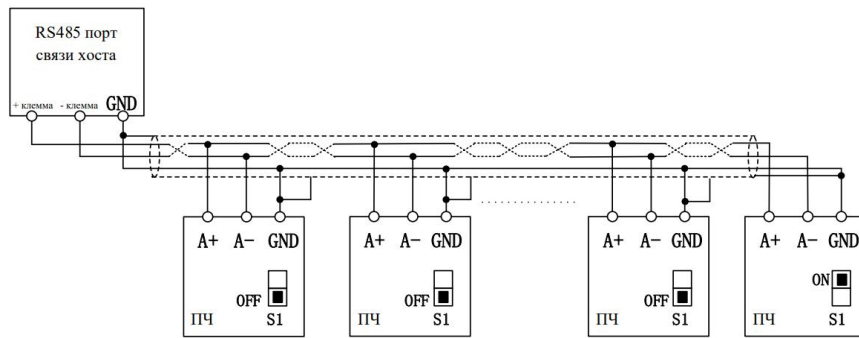 RS485 порт
связи хоста
+ клемма - клемма GND
A+ A- GND A+ A- GND A+ A- GND A+ A- GND
ON
OFF OFF OFF
ПЧ S1 ПЧ S1 ПЧ S1 ПЧ S1